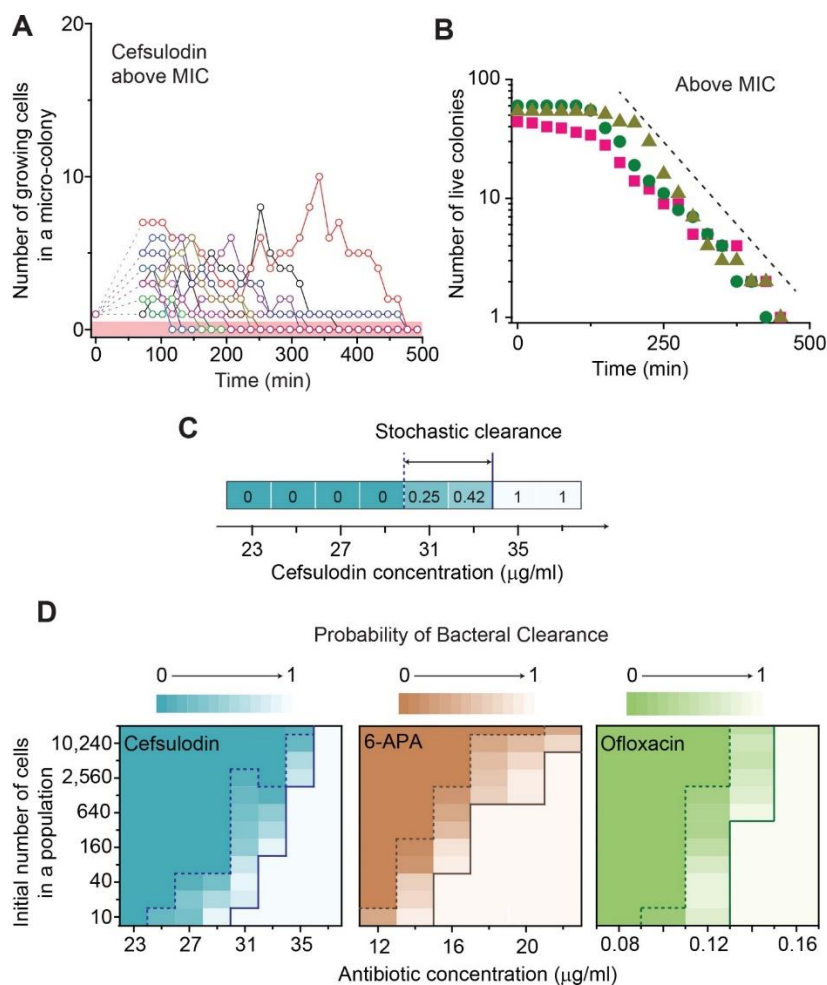 A
Cefsulodin
above MIC
Number of growing cells
in a micro-colony
20
10
0
0 100 200 300 400 500
Time (min)
B
Above MIC
Number of live colonies
100
10
1
0 250 500
Time (min)
C
Stochastic clearance
0 0 0 0 0.25 0.42 1 1
23 27 31 35
Cefsulodin concentration (μg/ml)
D
Probability of Bacteral Clearance
0 1 0 1 0 1
Initial number of cells
in a population
10,240
2,560
640
160
40
10
Cefsulodin 6-APA Ofloxacin
23 27 31 35 12 16 20 0.08 0.12 0.16
Antibiotic concentration (μg/ml)